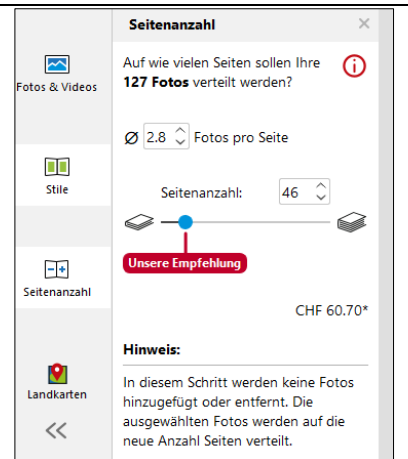 Seitenanzahl
Auf wie vielen Seiten sollen Ihre
127 Fotos verteilt werden?
Fotos & Videos
Ø 2.8 Fotos pro Seite
Stile
Seitenanzahl: 46
Unsere Empfehlung
Seitenanzahl
CHF 60.70*
Hinweis:
In diesem Schritt werden keine Fotos
hinzugefügt oder entfernt. Die
ausgewählten Fotos werden auf die
neue Anzahl Seiten verteilt.
Landkarten